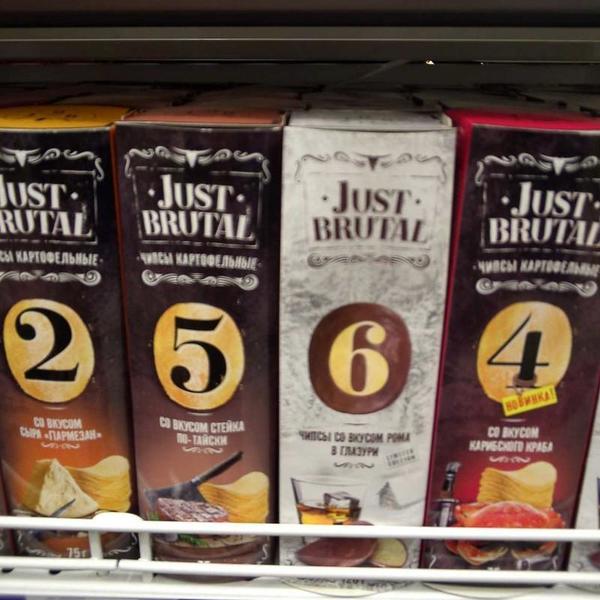 JUST
BRUTAL
ЧИПСЫ КАРТОФЕЛЬНЫЕ
2
СО ВКУСОМ
СЫРА «ПАРМЕЗАН»
75 г
·JUST·
BRUTAL
ЧИПСЫ КАРТОФЕЛЬНЫЕ
5
СО ВКУСОМ СТЕЙКА
ПО-ТАЙСКИ
·JUST·
BRUTAL
6
ЧИПСЫ СО ВКУСОМ РОМА
В ГЛАЗУРИ
LIMITED
EDITION
·JUST·
BRUTAL
·ЧИПСЫ КАРТОФЕЛЬНЫЕ·
4
НОВИНКА!
СО ВКУСОМ
КАРИБСКОГО КРАБА